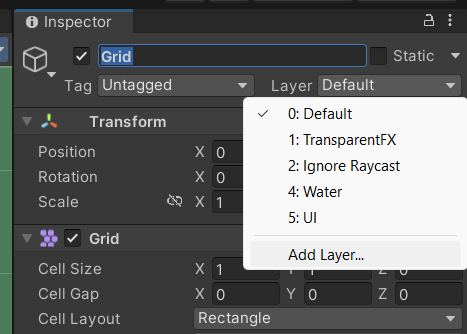 Inspector
Grid Static
Tag Untagged Layer Default
0: Default
1: TransparentFX
2: Ignore Raycast
4: Water
5: UI
Add Layer...
Transform
Position X 0
Rotation X 0
Scale X 1
Grid
Cell Size X 1 Y 1 Z 0
Cell Gap X 0 Y 0 Z 0
Cell Layout Rectangle